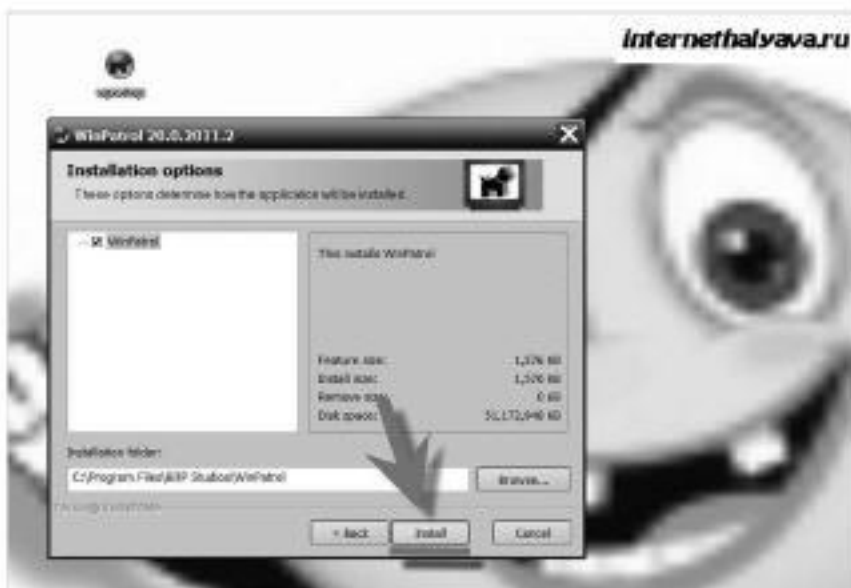 internethalyava.ru
WinPatrol 20.0.2011.2
Installation options
These options determine how the application will be installed.
WinPatrol
This installs WinPatrol
Feature size:
Install size:
Remove size: 0 KB
Disk space:
Installation folder:
C:\Program Files\BillP Studios\WinPatrol
Browse...
< Back Install Cancel